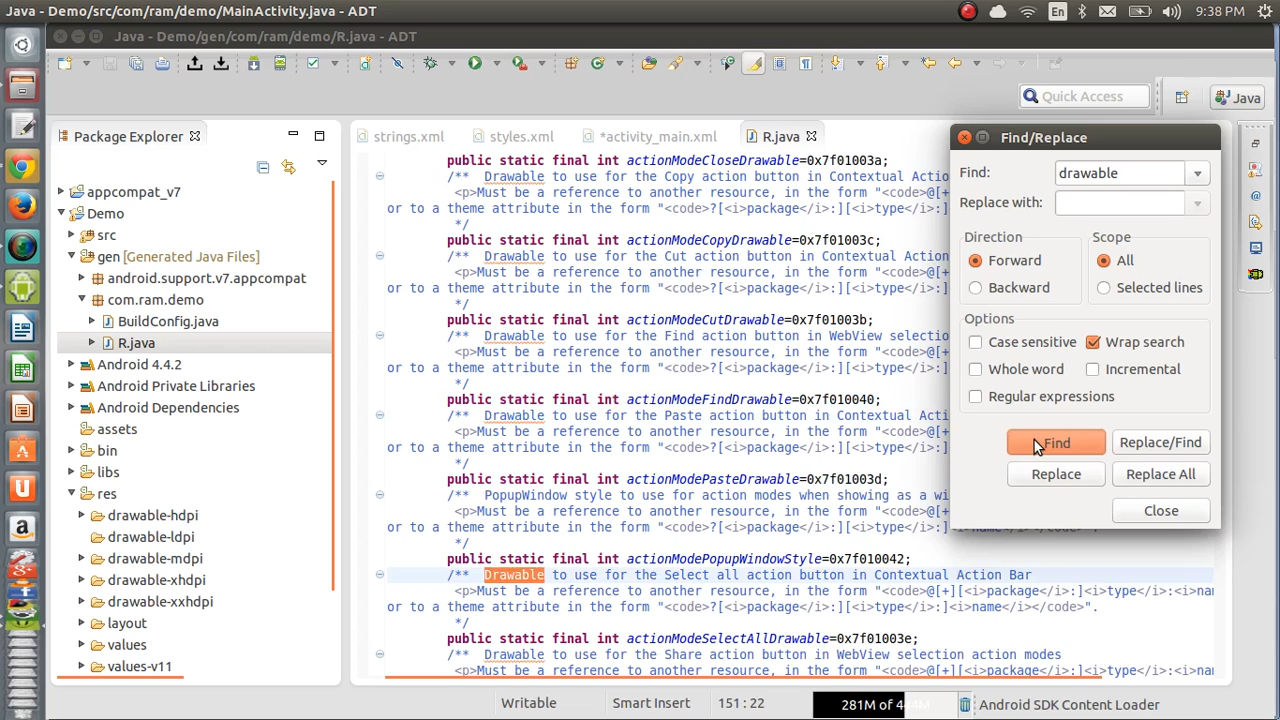 Java - Demo/src/com/ram/demo/MainActivity.java - ADT
En
9:38 PM
Java - Demo/gen/com/ram/demo/R.java - ADT
Quick Access
Java
Package Explorer
appcompat_v7
Demo
src
gen [Generated Java Files]
android.support.v7.appcompat
com.ram.demo
BuildConfig.java
R.java
Android 4.4.2
Android Private Libraries
Android Dependencies
assets
bin
libs
res
drawable-hdpi
drawable-ldpi
drawable-mdpi
drawable-xhdpi
drawable-xxhdpi
layout
values
values-v11
strings.xml
styles.xml
*activity_main.xml
R.java
public static final int actionModeCloseDrawable=0x7f01003a;
/** Drawable to use for the Copy action button in Contextual Actio
<p>Must be a reference to another resource, in the form "<code>@[+
or to a theme attribute in the form "<code>?[<i>package</i>:][<i>type</i>:]
*/
public static final int actionModeCopyDrawable=0x7f01003c;
/** Drawable to use for the Cut action button in Contextual Action
<p>Must be a reference to another resource, in the form "<code>@[+
or to a theme attribute in the form "<code>?[<i>package</i>:][<i>type</i>:]
*/
public static final int actionModeCutDrawable=0x7f01003b;
/** Drawable to use for the Find action button in WebView selectio
<p>Must be a reference to another resource, in the form "<code>@[+
or to a theme attribute in the form "<code>?[<i>package</i>:][<i>type</i>:]
*/
public static final int actionModeFindDrawable=0x7f010040;
/** Drawable to use for the Paste action button in Contextual Acti
<p>Must be a reference to another resource, in the form "<code>@[+
or to a theme attribute in the form "<code>?[<i>package</i>:][<i>type</i>:]
*/
public static final int actionModePasteDrawable=0x7f01003d;
/** PopupWindow style to use for action modes when showing as a wi
<p>Must be a reference to another resource, in the form "<code>@[+
or to a theme attribute in the form "<code>?[<i>package</i>:][<i>type</i>:]<i>name</i></code>".
*/
public static final int actionModePopupWindowStyle=0x7f010042;
/** Drawable to use for the Select all action button in Contextual Action Bar
<p>Must be a reference to another resource, in the form "<code>@[+][<i>package</i>:]<i>type</i>:<i>nam
or to a theme attribute in the form "<code>?[<i>package</i>:][<i>type</i>:]<i>name</i></code>".
*/
public static final int actionModeSelectAllDrawable=0x7f01003e;
/** Drawable to use for the Share action button in WebView selection action modes
<p>Must be a reference to another resource, in the form "<code>@[+][<i>package</i>:]<i>type</i>:<i>nam
Find/Replace
Find: drawable
Replace with:
Direction
Forward
Backward
Scope
All
Selected lines
Options
Case sensitive
Wrap search
Whole word
Incremental
Regular expressions
Find
Replace/Find
Replace
Replace All
Close
Writable
Smart Insert
151 : 22
281M of
Android SDK Content Loader